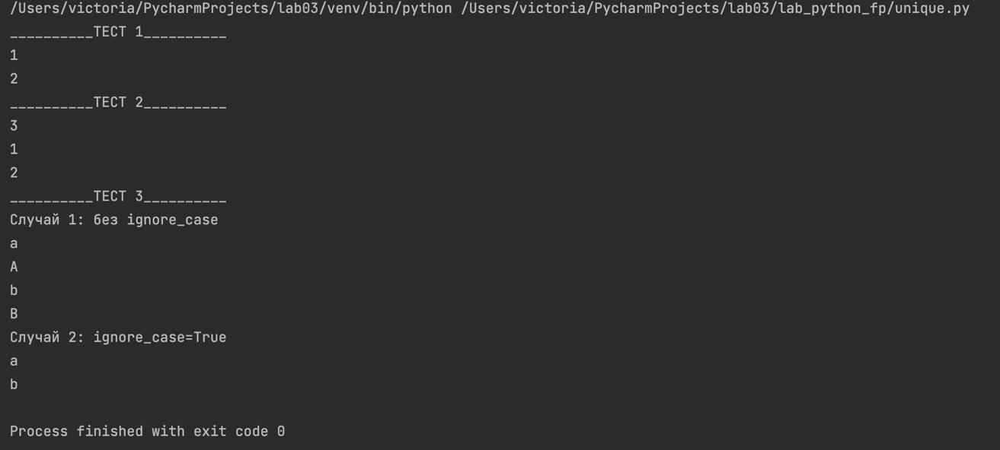 /Users/victoria/PycharmProjects/lab03/venv/bin/python /Users/victoria/PycharmProjects/lab03/lab_python_fp/unique.py
__________ТЕСТ 1__________
1
2
__________ТЕСТ 2__________
3
1
2
__________ТЕСТ 3__________
Случай 1: без ignore_case
a
A
b
B
Случай 2: ignore_case=True
a
b
Process finished with exit code 0